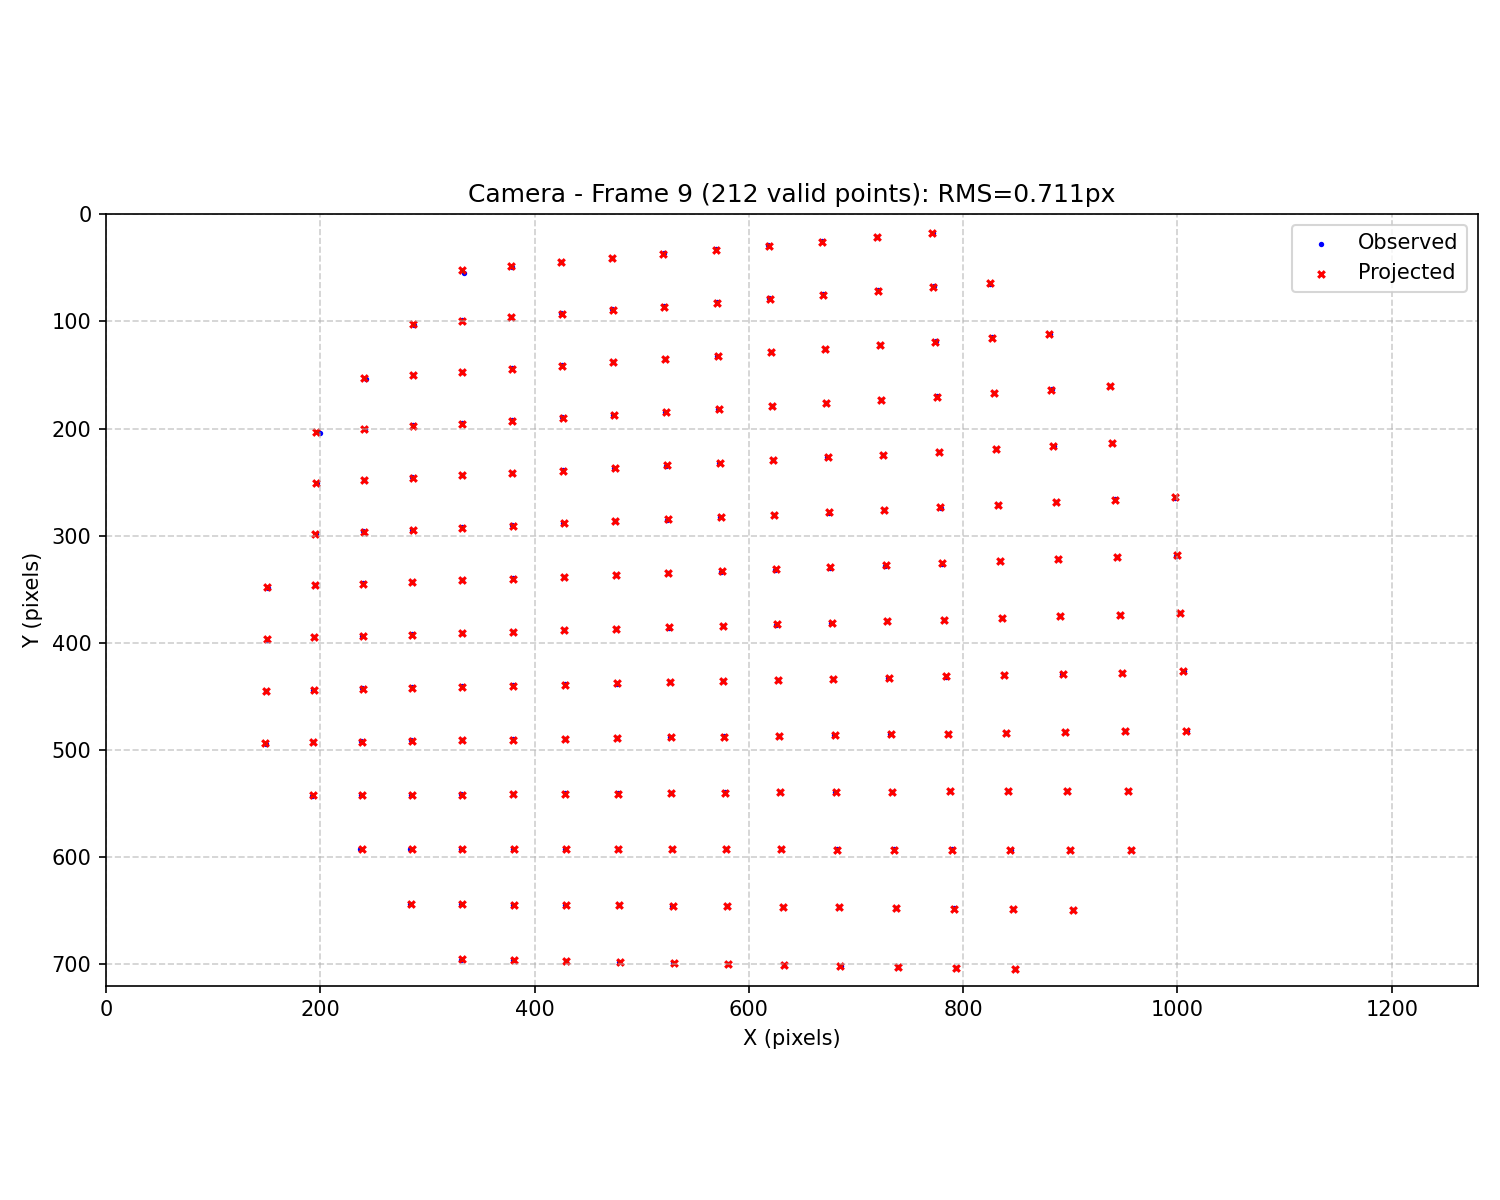 Camera - Frame 9 (212 valid points): RMS=0.711px
Observed
Projected
0
100
200
300
400
500
600
700
Y (pixels)
0 200 400 600 800 1000 1200
X (pixels)